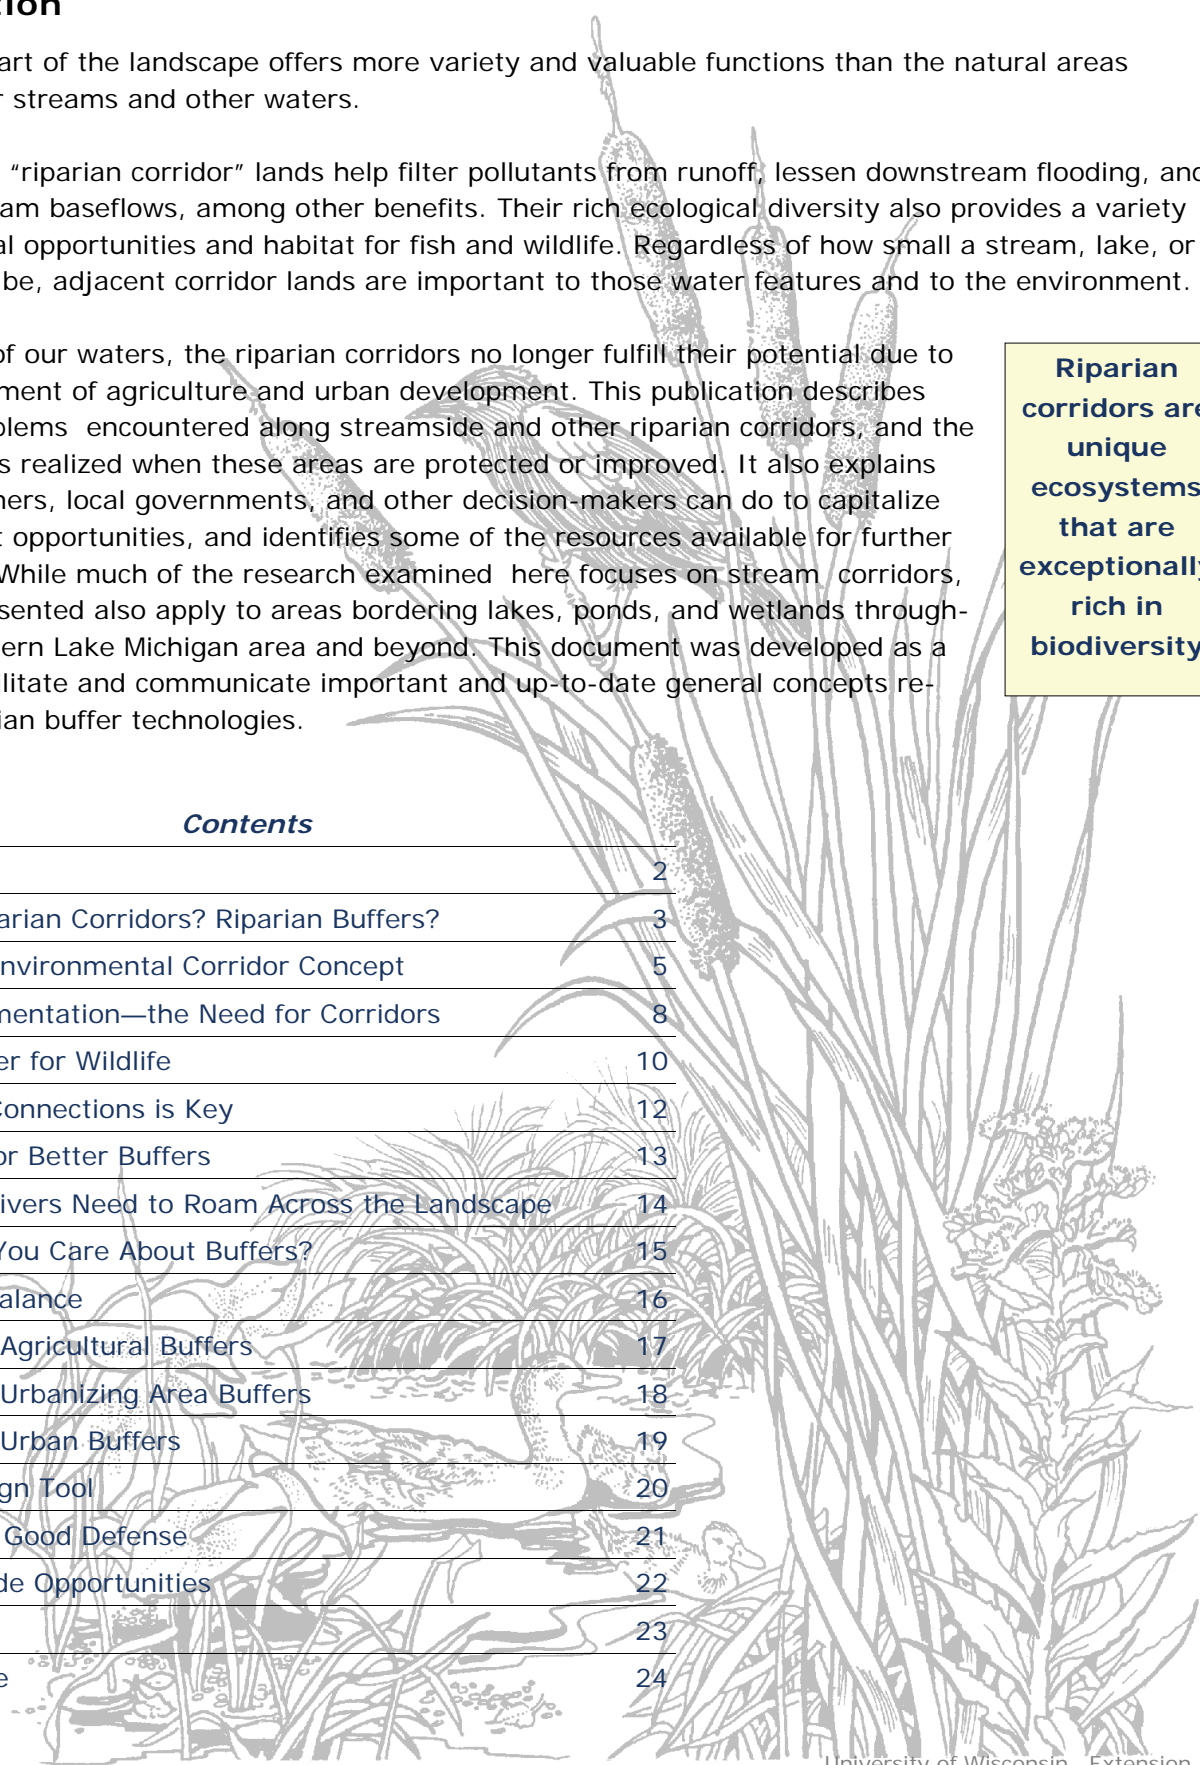 tion
art of the landscape offers more variety and valuable functions than the natural areas
r streams and other waters.
“riparian corridor” lands help filter pollutants from runoff, lessen downstream flooding, and
am baseflows, among other benefits. Their rich ecological diversity also provides a variety
al opportunities and habitat for fish and wildlife. Regardless of how small a stream, lake, or
be, adjacent corridor lands are important to those water features and to the environment.
of our waters, the riparian corridors no longer fulfill their potential due to
ment of agriculture and urban development. This publication describes
blems encountered along streamside and other riparian corridors, and the
s realized when these areas are protected or improved. It also explains
ners, local governments, and other decision-makers can do to capitalize
t opportunities, and identifies some of the resources available for further
While much of the research examined here focuses on stream corridors,
sented also apply to areas bordering lakes, ponds, and wetlands through-
ern Lake Michigan area and beyond. This document was developed as a
ilitate and communicate important and up-to-date general concepts re-
ian buffer technologies.
Riparian
corridors are
unique
ecosystems
that are
exceptionally
rich in
biodiversity
Contents
2
arian Corridors? Riparian Buffers? 3
nvironmental Corridor Concept 5
mentation—the Need for Corridors 8
er for Wildlife 10
Connections is Key 12
or Better Buffers 13
ivers Need to Roam Across the Landscape 14
You Care About Buffers? 15
alance 16
Agricultural Buffers 17
Urbanizing Area Buffers 18
Urban Buffers 19
gn Tool 20
Good Defense 21
de Opportunities 22
23
e 24
University of Wisconsin - Extension